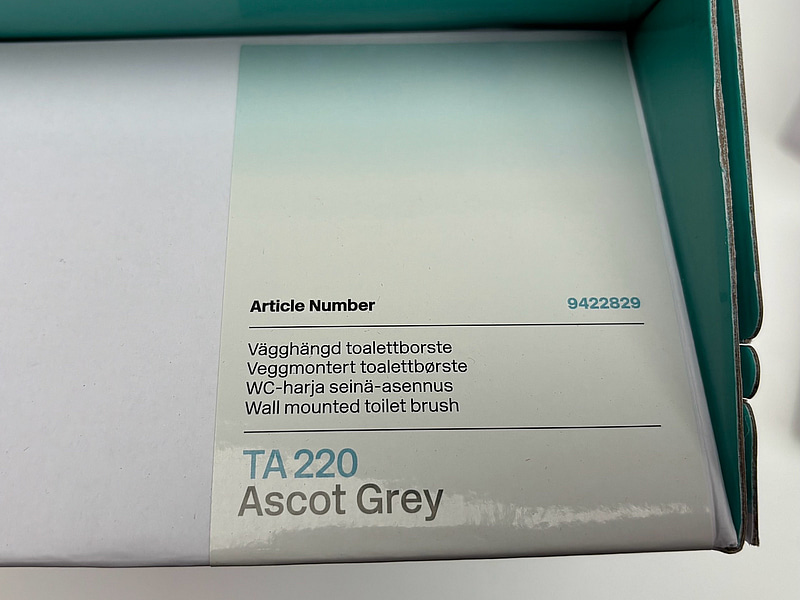 Article Number 9422829
Vägghängd toalettborste
Veggmontert toalettbørste
WC-harja seinä-asennus
Wall mounted toilet brush
TA 220
Ascot Grey